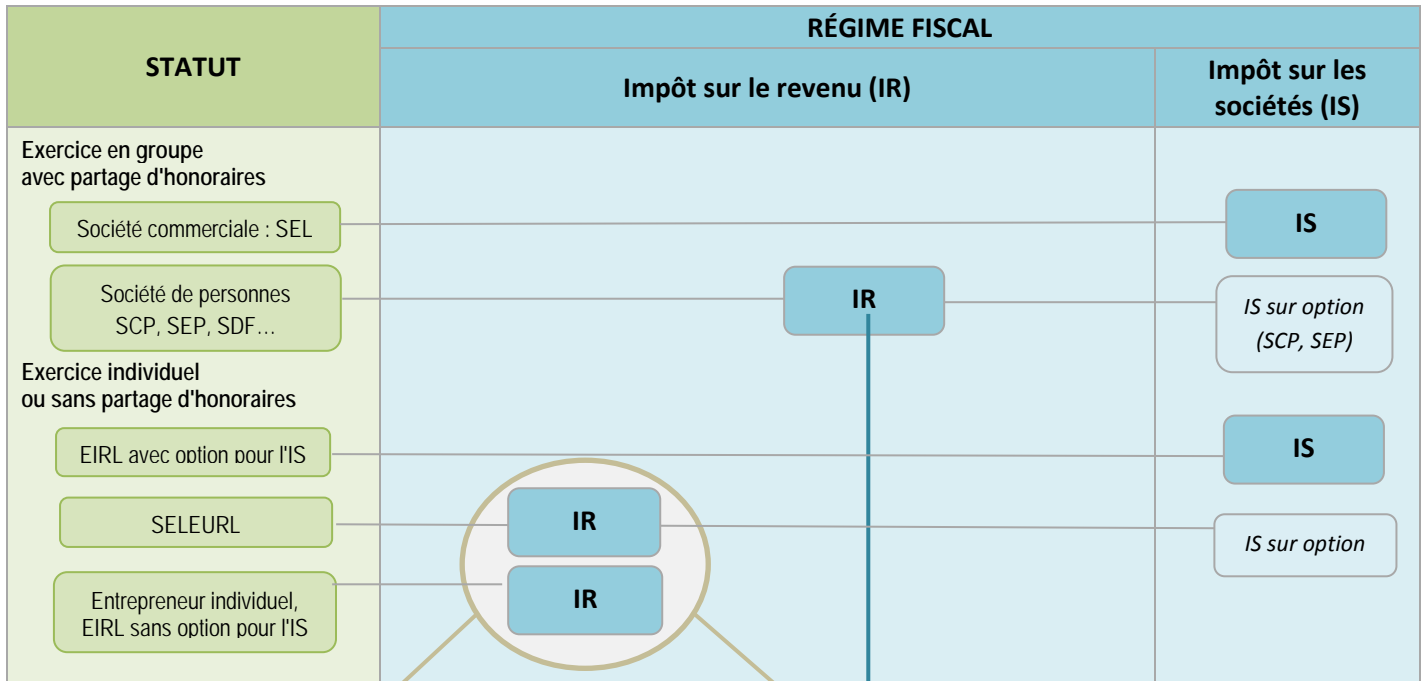 STATUT
RÉGIME FISCAL
Impôt sur le revenu (IR)
Impôt sur les
sociétés (IS)
Exercice en groupe
avec partage d'honoraires
Société commerciale : SEL
IS
Société de personnes
SCP, SEP, SDF…
IR
IS sur option
(SCP, SEP)
Exercice individuel
ou sans partage d'honoraires
EIRL avec option pour l'IS
IS
SELEURL
IR
IS sur option
Entrepreneur individuel,
EIRL sans option pour l'IS
IR